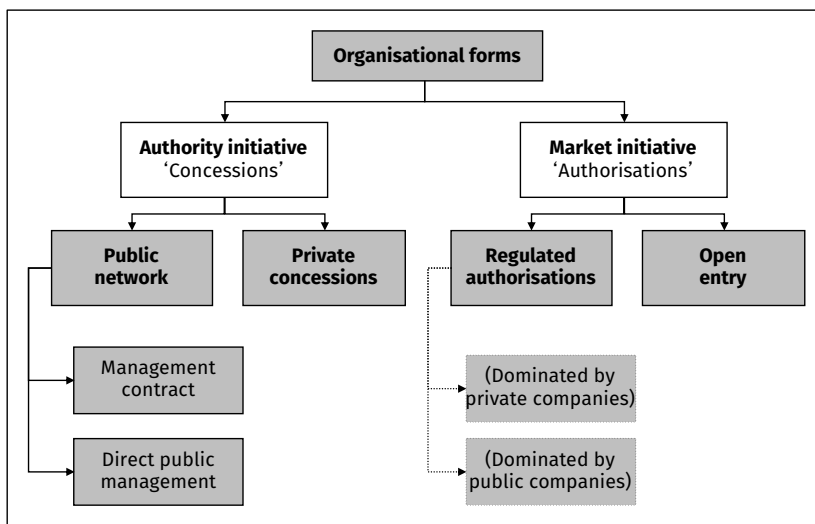 Organisational forms
Authority initiative
‘Concessions’
Market initiative
‘Authorisations’
Public
network
Private
concessions
Regulated
authorisations
Open
entry
Management
contract
(Dominated by
private companies)
Direct public
management
(Dominated by
public companies)